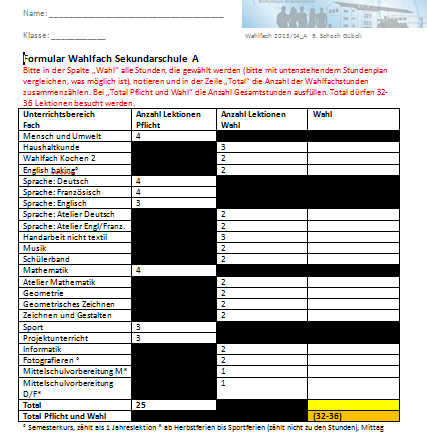 Name: ____________________________
Klasse: ____________ Wahlfach 2013/14_A S. Schoch Guboli
Formular Wahlfach Sekundarschule A
Bitte in der Spalte „Wahl" alle Stunden, die gewählt werden (bitte mit untenstehendem Stundenplan
vergleichen, was möglich ist), notieren und in der Zeile „Total" die Anzahl der Wahlfachstunden
zusammenzählen. Bei „Total Pflicht und Wahl" die Anzahl Gesamtstunden ausfüllen. Total dürfen 32-
36 Lektionen besucht werden.
Unterrichtsbereich Anzahl Lektionen Anzahl Lektionen Wahl
Fach Pflicht Wahl
Mensch und Umwelt 4
Haushaltkunde 3
Wahlfach Kochen 2 2
English baking° 2
Sprache: Deutsch 4
Sprache: Französisch 4
Sprache: Englisch 3
Sprache: Atelier Deutsch 2
Sprache: Atelier Engl/Franz. 2
Handarbeit nicht textil 3
Musik 2
Schülerband 2
Mathematik 4
Atelier Mathematik 2
Geometrie 2
Geometrisches Zeichnen 2
Zeichnen und Gestalten 2
Sport 3
Projektunterricht 3
Informatik 2
Fotografieren ° 2
Mittelschulvorbereitung M* 1
Mittelschulvorbereitung 1
D/F*
Total 25
Total Pflicht und Wahl (32-36)
° Semesterkurs, zählt als 1 Jahreslektion * ab Herbstferien bis Sportferien (zählt nicht zu den Stunden), Mittag